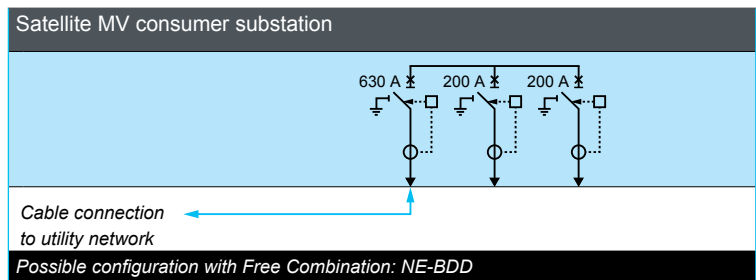 Satellite MV consumer substation
630 A 200 A 200 A
Cable connection
to utility network
Possible configuration with Free Combination: NE-BDD